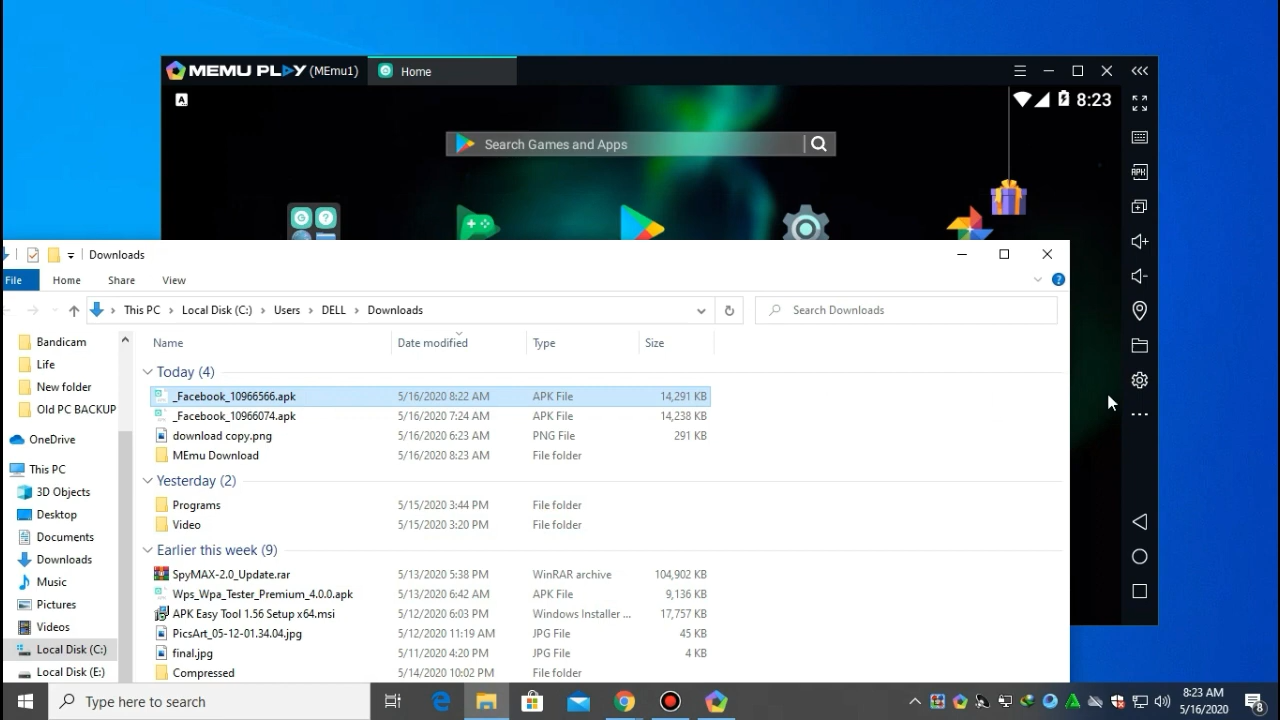 MEMU PLAY (MEmu1) Home
A
8:23
Search Games and Apps
Downloads
File Home Share View
This PC > Local Disk (C:) > Users > DELL > Downloads
Search Downloads
Name Date modified Type Size
Bandicam
Life
New folder
Old PC BACKUP
OneDrive
This PC
3D Objects
Desktop
Documents
Downloads
Music
Pictures
Videos
Local Disk (C:)
Local Disk (E:)
Today (4)
_Facebook_10966566.apk 5/16/2020 8:22 AM APK File 14,291 KB
_Facebook_10966074.apk 5/16/2020 7:24 AM APK File 14,238 KB
download copy.png 5/16/2020 6:23 AM PNG File 291 KB
MEmu Download 5/16/2020 8:23 AM File folder
Yesterday (2)
Programs 5/15/2020 3:44 PM File folder
Video 5/15/2020 3:20 PM File folder
Earlier this week (9)
SpyMAX-2.0_Update.rar 5/13/2020 5:38 PM WinRAR archive 104,902 KB
Wps_Wpa_Tester_Premium_4.0.0.apk 5/13/2020 6:42 AM APK File 9,136 KB
APK Easy Tool 1.56 Setup x64.msi 5/12/2020 6:03 PM Windows Installer ... 17,757 KB
PicsArt_05-12-01.34.04.jpg 5/12/2020 11:19 AM JPG File 45 KB
final.jpg 5/11/2020 4:20 PM JPG File 4 KB
Compressed 5/14/2020 10:02 PM File folder
APK
Type here to search
8:23 AM
5/16/2020
8